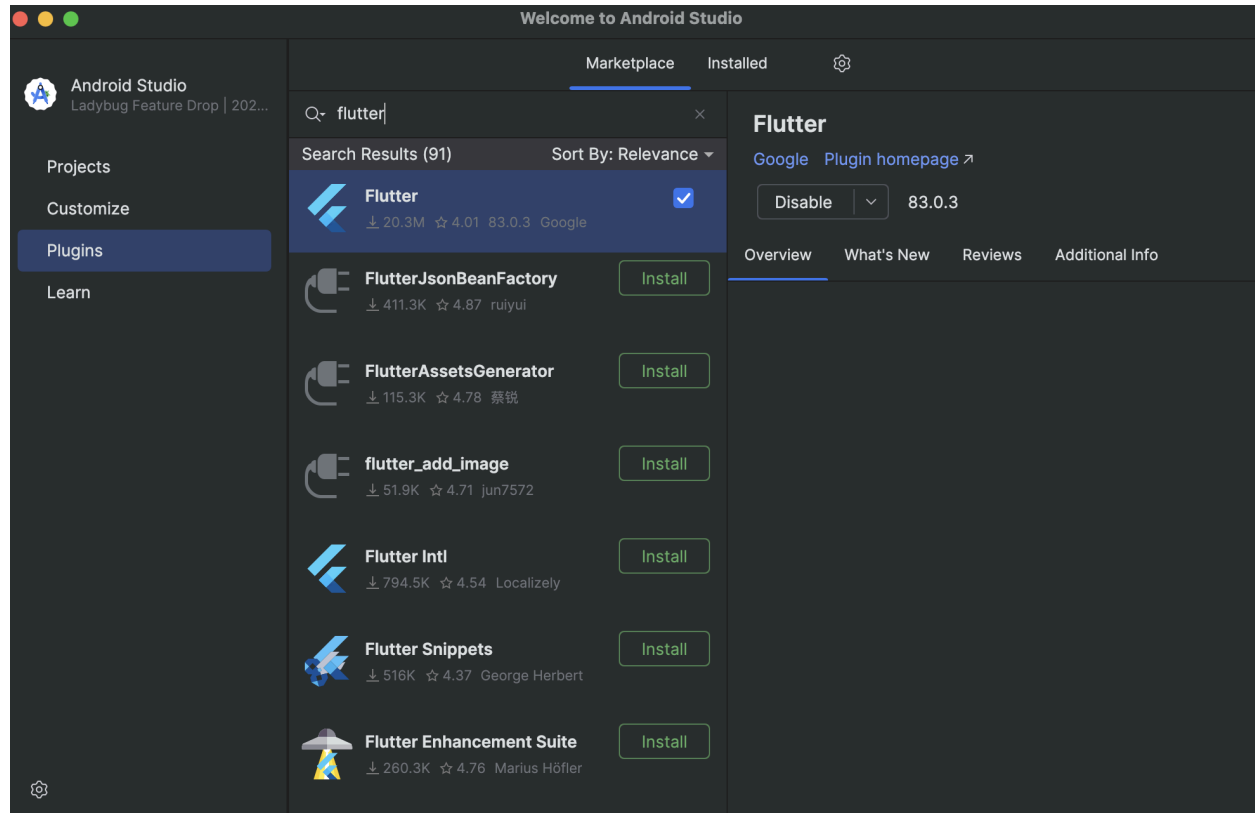 Welcome to Android Studio
Android Studio
Ladybug Feature Drop | 202...
Projects
Customize
Plugins
Learn
Marketplace Installed
flutter
Search Results (91) Sort By: Relevance
Flutter
20.3M 4.01 83.0.3 Google
FlutterJsonBeanFactory Install
411.3K 4.87 ruiyui
FlutterAssetsGenerator Install
115.3K 4.78 蔡锐
flutter_add_image Install
51.9K 4.71 jun7572
Flutter Intl Install
794.5K 4.54 Localizely
Flutter Snippets Install
516K 4.37 George Herbert
Flutter Enhancement Suite Install
260.3K 4.76 Marius Höfler
Flutter
Google Plugin homepage
Disable 83.0.3
Overview What's New Reviews Additional Info